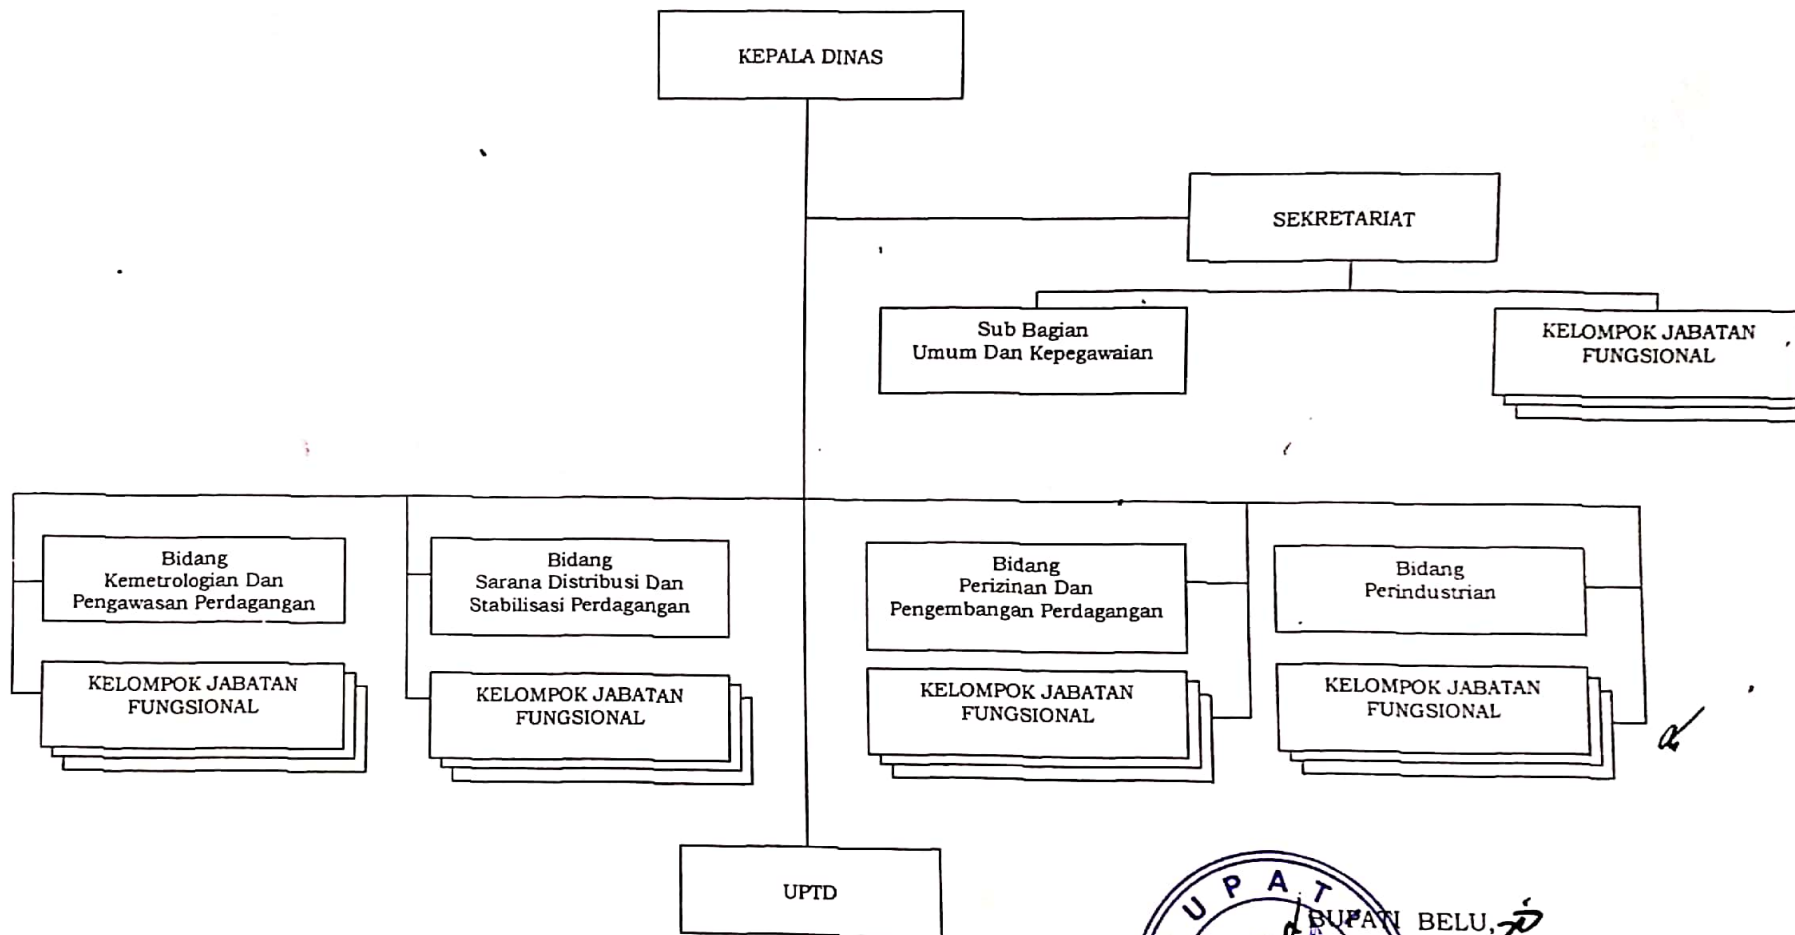 KEPALA DINAS
SEKRETARIAT
Sub Bagian
Umum Dan Kepegawaian
KELOMPOK JABATAN
FUNGSIONAL
Bidang
Kemetrologian Dan
Pengawasan Perdagangan
Bidang
Sarana Distribusi Dan
Stabilisasi Perdagangan
Bidang
Perizinan Dan
Pengembangan Perdagangan
Bidang
Perindustrian
KELOMPOK JABATAN
FUNGSIONAL
KELOMPOK JABATAN
FUNGSIONAL
KELOMPOK JABATAN
FUNGSIONAL
KELOMPOK JABATAN
FUNGSIONAL
UPTD
UPAT
BUPATI BELU,